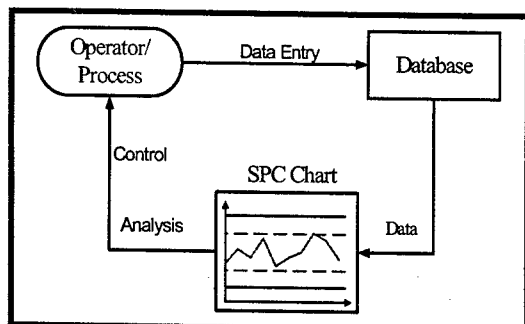 Operator/
Process
Data Entry
Database
Control
SPC Chart
Analysis
Data